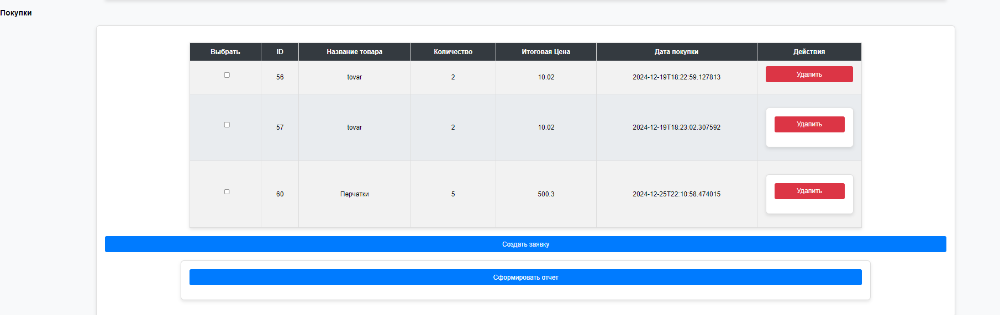 Покупки
Выбрать ID Название товара Количество Итоговая Цена Дата покупки Действия
56 tovar 2 10.02 2024-12-19T18:22:59.127813 Удалить
57 tovar 2 10.02 2024-12-19T18:23:02.307592 Удалить
60 Перчатки 5 500.3 2024-12-25T22:10:58.474015 Удалить
Создать заявку
Сформировать отчет